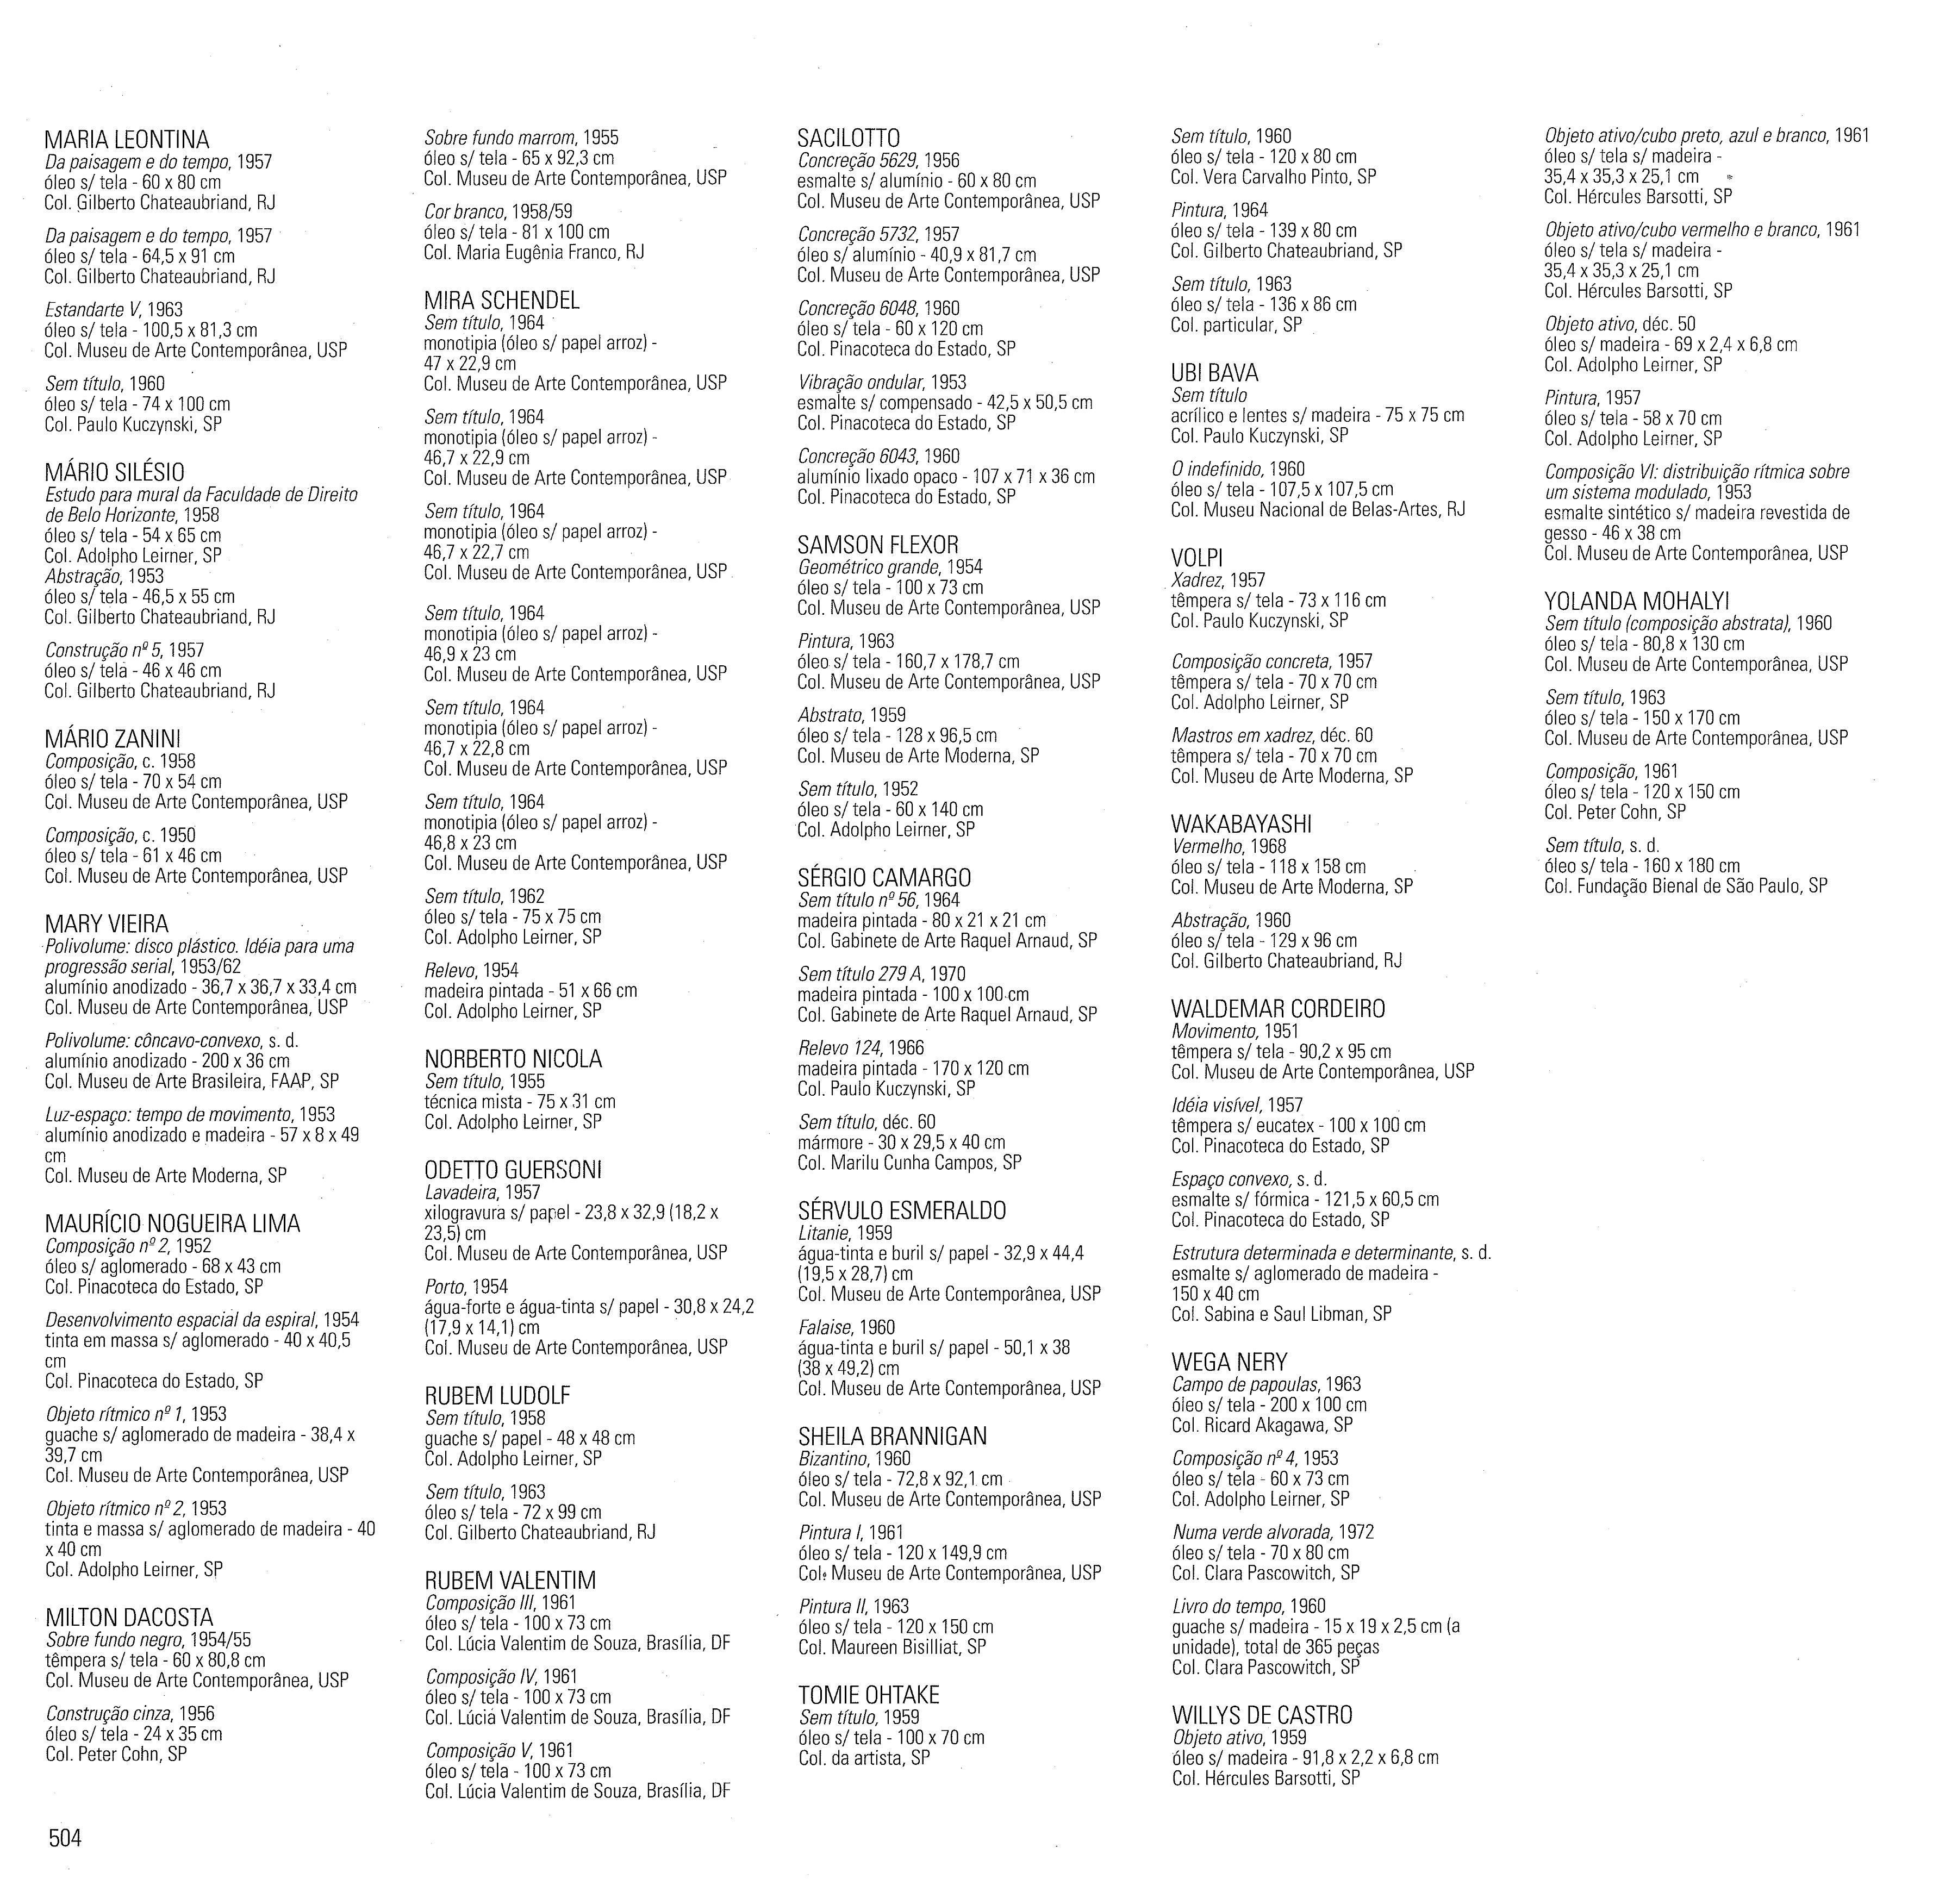 MARIA LEONTINA
Da paisagem e do tempo, 1957
óleo s/ tela - 60 x 80 cm
Col. Gilberto Chateaubriand, RJ
Da paisagem e do tempo, 1957
óleo s/ tela - 64,5 x 91 cm
Col. Gilberto Chateaubriand, RJ
Estandarte V, 1963
óleo s/ tela - 100,5 x 81,3 cm
Col. Museu de Arte Contemporânea, USP
Sem título, 1960
óleo s/ tela - 74 x 100 cm
Col. Paulo Kuczynski, SP
MÁRIO SILÉSIO
Estudo para mural da Faculdade de Direito
de Belo Horizonte, 1958
óleo s/ tela - 54 x 65 cm
Col. Adolpho Leirner, SP
Abstração, 1953
óleo s/ tela - 46,5 x 55 cm
Col. Gilberto Chateaubriand, RJ
Construção nº 5, 1957
óleo s/ tela - 46 x 46 cm
Col. Gilberto Chateaubriand, RJ
MÁRIO ZANINI
Composição, c. 1958
óleo s/ tela - 70 x 54 cm
Col. Museu de Arte Contemporânea, USP
Composição, c. 1950
óleo s/ tela - 61 x 46 cm
Col. Museu de Arte Contemporânea, USP
MARY VIEIRA
Polivolume: disco plástico. Idéia para uma
progressão serial, 1953/62
alumínio anodizado - 36,7 x 36,7 x 33,4 cm
Col. Museu de Arte Contemporânea, USP
Polivolume: côncavo-convexo, s. d.
alumínio anodizado - 200 x 36 cm
Col. Museu de Arte Brasileira, FAAP, SP
Luz-espaço: tempo de movimento, 1953
alumínio anodizado e madeira - 57 x 8 x 49
cm
Col. Museu de Arte Moderna, SP
MAURÍCIO NOGUEIRA LIMA
Composição nº 2, 1952
óleo s/ aglomerado - 68 x 43 cm
Col. Pinacoteca do Estado, SP
Desenvolvimento espacial da espiral, 1954
tinta em massa s/ aglomerado - 40 x 40,5
cm
Col. Pinacoteca do Estado, SP
Objeto rítmico nº 1, 1953
guache s/ aglomerado de madeira - 38,4 x
39,7 cm
Col. Museu de Arte Contemporânea, USP
Objeto rítmico nº 2, 1953
tinta e massa s/ aglomerado de madeira - 40
x 40 cm
Col. Adolpho Leirner, SP
MILTON DACOSTA
Sobre fundo negro, 1954/55
têmpera s/ tela - 60 x 80,8 cm
Col. Museu de Arte Contemporânea, USP
Construção cinza, 1956
óleo s/ tela - 24 x 35 cm
Col. Peter Cohn, SP
Sobre fundo marrom, 1955
óleo s/ tela - 65 x 92,3 cm
Col. Museu de Arte Contemporânea, USP
Cor branco, 1958/59
óleo s/ tela - 81 x 100 cm
Col. Maria Eugênia Franco, RJ
MIRA SCHENDEL
Sem título, 1964
monotipia (óleo s/ papel arroz) -
47 x 22,9 cm
Col. Museu de Arte Contemporânea, USP
Sem título, 1964
monotipia (óleo s/ papel arroz) -
46,7 x 22,9 cm
Col. Museu de Arte Contemporânea, USP
Sem título, 1964
monotipia (óleo s/ papel arroz) -
46,7 x 22,7 cm
Col. Museu de Arte Contemporânea, USP
Sem título, 1964
monotipia (óleo s/ papel arroz) -
46,9 x 23 cm
Col. Museu de Arte Contemporânea, USP
Sem título, 1964
monotipia (óleo s/ papel arroz) -
46,7 x 22,8 cm
Col. Museu de Arte Contemporânea, USP
Sem título, 1964
monotipia (óleo s/ papel arroz) -
46,8 x 23 cm
Col. Museu de Arte Contemporânea, USP
Sem título, 1962
óleo s/ tela - 75 x 75 cm
Col. Adolpho Leirner, SP
Relevo, 1954
madeira pintada - 51 x 66 cm
Col. Adolpho Leirner, SP
NORBERTO NICOLA
Sem título, 1955
técnica mista - 75 x 31 cm
Col. Adolpho Leirner, SP
ODETTO GUERSONI
Lavadeira, 1957
xilogravura s/ papel - 23,8 x 32,9 (18,2 x
23,5) cm
Col. Museu de Arte Contemporânea, USP
Porto, 1954
água-forte e água-tinta s/ papel - 30,8 x 24,2
(17,9 x 14,1) cm
Col. Museu de Arte Contemporânea, USP
RUBEM LUDOLF
Sem título, 1958
guache s/ papel - 48 x 48 cm
Col. Adolpho Leirner, SP
Sem título, 1963
óleo s/ tela - 72 x 99 cm
Col. Gilberto Chateaubriand, RJ
RUBEM VALENTIM
Composição III, 1961
óleo s/ tela - 100 x 73 cm
Col. Lúcia Valentim de Souza, Brasília, DF
Composição IV, 1961
óleo s/ tela - 100 x 73 cm
Col. Lúcia Valentim de Souza, Brasília, DF
Composição V, 1961
óleo s/ tela - 100 x 73 cm
Col. Lúcia Valentim de Souza, Brasília, DF
SACILOTTO
Concreção 5629, 1956
esmalte s/ alumínio - 60 x 80 cm
Col. Museu de Arte Contemporânea, USP
Concreção 5732, 1957
óleo s/ alumínio - 40,9 x 81,7 cm
Col. Museu de Arte Contemporânea, USP
Concreção 6048, 1960
óleo s/ tela - 60 x 120 cm
Col. Pinacoteca do Estado, SP
Vibração ondular, 1953
esmalte s/ compensado - 42,5 x 50,5 cm
Col. Pinacoteca do Estado, SP
Concreção 6043, 1960
alumínio lixado opaco - 107 x 71 x 36 cm
Col. Pinacoteca do Estado, SP
SAMSON FLEXOR
Geométrico grande, 1954
óleo s/ tela - 100 x 73 cm
Col. Museu de Arte Contemporânea, USP
Pintura, 1963
óleo s/ tela - 160,7 x 178,7 cm
Col. Museu de Arte Contemporânea, USP
Abstrato, 1959
óleo s/ tela - 128 x 96,5 cm
Col. Museu de Arte Moderna, SP
Sem título, 1952
óleo s/ tela - 60 x 140 cm
Col. Adolpho Leirner, SP
SÉRGIO CAMARGO
Sem título nº 56, 1964
madeira pintada - 80 x 21 x 21 cm
Col. Gabinete de Arte Raquel Arnaud, SP
Sem título 279 A, 1970
madeira pintada - 100 x 100 cm
Col. Gabinete de Arte Raquel Arnaud, SP
Relevo 124, 1966
madeira pintada - 170 x 120 cm
Col. Paulo Kuczynski, SP
Sem título, déc. 60
mármore - 30 x 29,5 x 40 cm
Col. Marilu Cunha Campos, SP
SÉRVULO ESMERALDO
Litanie, 1959
água-tinta e buril s/ papel - 32,9 x 44,4
(19,5 x 28,7) cm
Col. Museu de Arte Contemporânea, USP
Falaise, 1960
água-tinta e buril s/ papel - 50,1 x 38
(38 x 49,2) cm
Col. Museu de Arte Contemporânea, USP
SHEILA BRANNIGAN
Bizantino, 1960
óleo s/ tela - 72,8 x 92,1 cm
Col. Museu de Arte Contemporânea, USP
Pintura I, 1961
óleo s/ tela - 120 x 149,9 cm
Col. Museu de Arte Contemporânea, USP
Pintura II, 1963
óleo s/ tela - 120 x 150 cm
Col. Maureen Bisilliat, SP
TOMIE OHTAKE
Sem título, 1959
óleo s/ tela - 100 x 70 cm
Col. da artista, SP
Sem título, 1960
óleo s/ tela - 120 x 80 cm
Col. Vera Carvalho Pinto, SP
Pintura, 1964
óleo s/ tela - 139 x 80 cm
Col. Gilberto Chateaubriand, SP
Sem título, 1963
óleo s/ tela - 136 x 86 cm
Col. particular, SP
UBI BAVA
Sem título
acrílico e lentes s/ madeira - 75 x 75 cm
Col. Paulo Kuczynski, SP
O indefinido, 1960
óleo s/ tela - 107,5 x 107,5 cm
Col. Museu Nacional de Belas-Artes, RJ
VOLPI
Xadrez, 1957
têmpera s/ tela - 73 x 116 cm
Col. Paulo Kuczynski, SP
Composição concreta, 1957
têmpera s/ tela - 70 x 70 cm
Col. Adolpho Leirner, SP
Mastros em xadrez, déc. 60
têmpera s/ tela - 70 x 70 cm
Col. Museu de Arte Moderna, SP
WAKABAYASHI
Vermelho, 1968
óleo s/ tela - 118 x 158 cm
Col. Museu de Arte Moderna, SP
Abstração, 1960
óleo s/ tela - 129 x 96 cm
Col. Gilberto Chateaubriand, RJ
WALDEMAR CORDEIRO
Movimento, 1951
têmpera s/ tela - 90,2 x 95 cm
Col. Museu de Arte Contemporânea, USP
Idéia visível, 1957
têmpera s/ eucatex - 100 x 100 cm
Col. Pinacoteca do Estado, SP
Espaço convexo, s. d.
esmalte s/ fórmica - 121,5 x 60,5 cm
Col. Pinacoteca do Estado, SP
Estrutura determinada e determinante, s. d.
esmalte s/ aglomerado de madeira -
150 x 40 cm
Col. Sabina e Saul Libman, SP
WEGA NERY
Campo de papoulas, 1963
óleo s/ tela - 200 x 100 cm
Col. Ricard Akagawa, SP
Composição nº 4, 1953
óleo s/ tela - 60 x 73 cm
Col. Adolpho Leirner, SP
Numa verde alvorada, 1972
óleo s/ tela - 70 x 80 cm
Col. Clara Pascowitch, SP
Livro do tempo, 1960
guache s/ madeira - 15 x 19 x 2,5 cm (a
unidade), total de 365 peças
Col. Clara Pascowitch, SP
WILLYS DE CASTRO
Objeto ativo, 1959
óleo s/ madeira - 91,8 x 2,2 x 6,8 cm
Col. Hércules Barsotti, SP
Objeto ativo/cubo preto, azul e branco, 1961
óleo s/ tela s/ madeira -
35,4 x 35,3 x 25,1 cm
Col. Hércules Barsotti, SP
Objeto ativo/cubo vermelho e branco, 1961
óleo s/ tela s/ madeira -
35,4 x 35,3 x 25,1 cm
Col. Hércules Barsotti, SP
Objeto ativo, déc. 50
óleo s/ madeira - 69 x 2,4 x 6,8 cm
Col. Adolpho Leirner, SP
Pintura, 1957
óleo s/ tela - 58 x 70 cm
Col. Adolpho Leirner, SP
Composição VI: distribuição rítmica sobre
um sistema modulado, 1953
esmalte sintético s/ madeira revestida de
gesso - 46 x 38 cm
Col. Museu de Arte Contemporânea, USP
YOLANDA MOHALYI
Sem título (composição abstrata), 1960
óleo s/ tela - 80,8 x 130 cm
Col. Museu de Arte Contemporânea, USP
Sem título, 1963
óleo s/ tela - 150 x 170 cm
Col. Museu de Arte Contemporânea, USP
Composição, 1961
óleo s/ tela - 120 x 150 cm
Col. Peter Cohn, SP
Sem título, s. d.
óleo s/ tela - 160 x 180 cm
Col. Fundação Bienal de São Paulo, SP
504